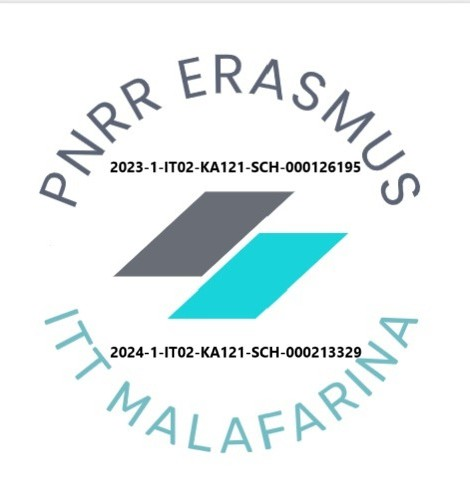 PNRR ERASMUS
2023-1-IT02-KA121-SCH-000126195
2024-1-IT02-KA121-SCH-000213329
ITT MALAFARINA